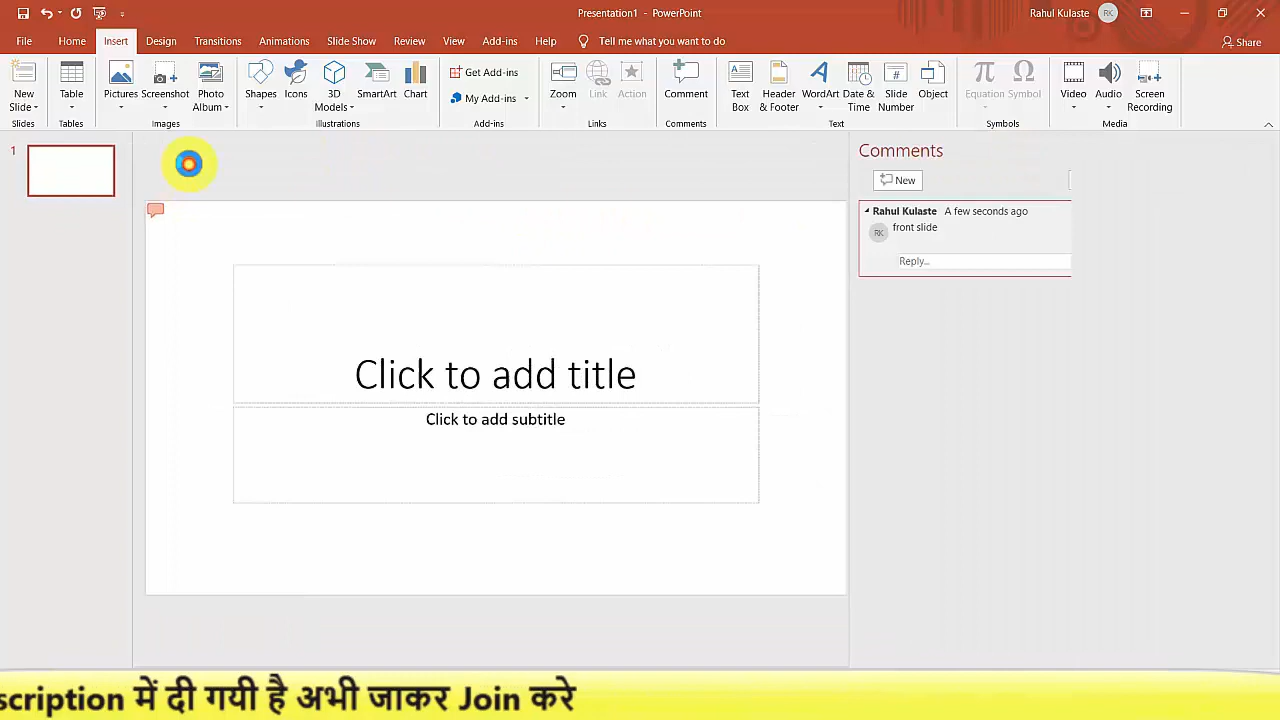 Presentation1 - PowerPoint
Rahul Kulaste RK
File Home Insert Design Transitions Animations Slide Show Review View Add-ins Help Tell me what you want to do Share
New Slide
Table
Pictures
Screenshot
Photo Album
Shapes
Icons
3D Models
SmartArt
Chart
Get Add-ins
My Add-ins
Zoom
Link
Action
Comment
Text Box
Header & Footer
WordArt
Date & Time
Slide Number
Object
Equation
Symbol
Video
Audio
Screen Recording
Slides Tables Images Illustrations Add-ins Links Comments Text Symbols Media
1
Comments
New
Rahul Kulaste A few seconds ago
RK front slide
Reply...
Click to add title
Click to add subtitle
scription में दी गयी है अभी जाकर Join करे